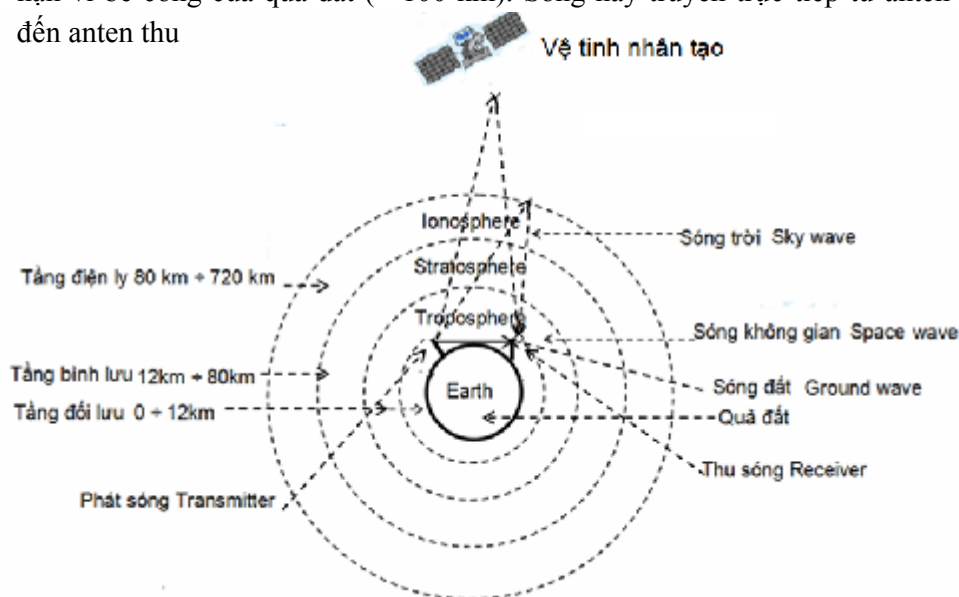 đến anten thu
Vệ tinh nhân tạo
Ionosphere
Sóng trời Sky wave
Stratosphere
Tầng điện ly 80 km ÷ 720 km
Troposphere
Sóng không gian Space wave
Tầng bình lưu 12km ÷ 80km
Earth
Sóng đất Ground wave
Tầng đối lưu 0 ÷ 12km
Quả đất
Thu sóng Receiver
Phát sóng Transmitter